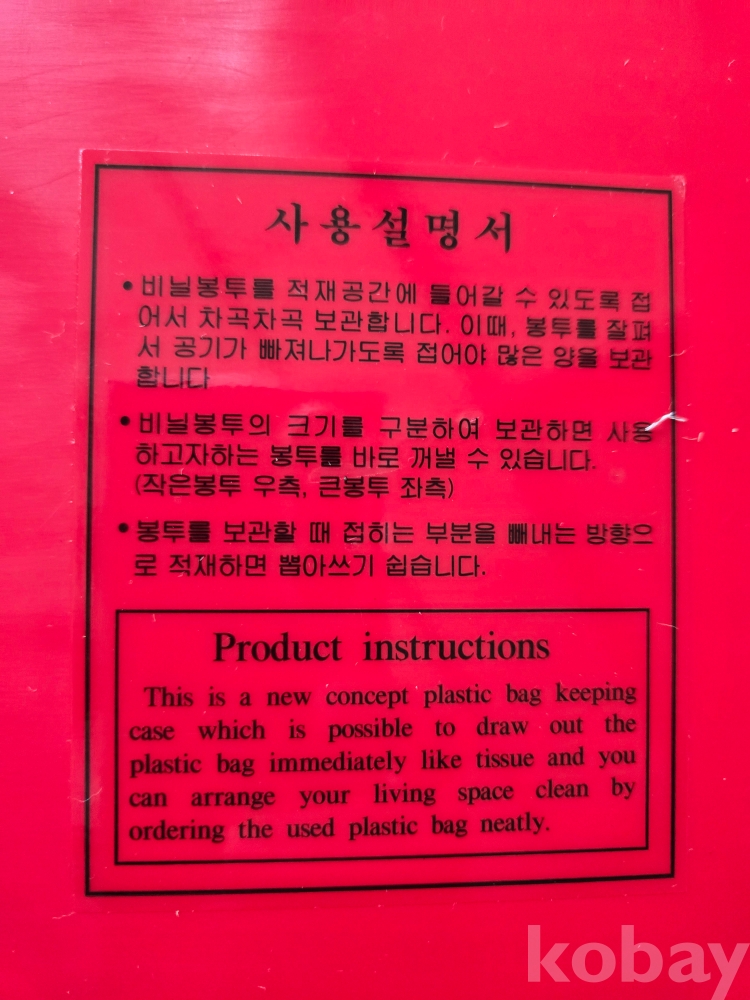 사용설명서
• 비닐봉투를 적재공간에 들어갈 수 있도록 접
어서 차곡차곡 보관합니다. 이때, 봉투를 잘펴
서 공기가 빠져나가도록 접어야 많은 양을 보관
합니다
• 비닐봉투의 크기를 구분하여 보관하면 사용
하고자하는 봉투를 바로 꺼낼 수 있습니다.
(작은봉투 우측, 큰봉투 좌측)
• 봉투를 보관할 때 접히는 부분을 빼내는 방향으
로 적재하면 뽑아쓰기 쉽습니다.
Product instructions
This is a new concept plastic bag keeping
case which is possible to draw out the
plastic bag immediately like tissue and you
can arrange your living space clean by
ordering the used plastic bag neatly.
kobay